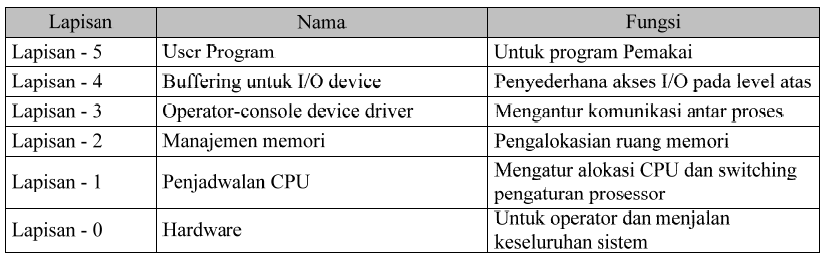 Lapisan Nama Fungsi
Lapisan - 5 User Program Untuk program Pemakai
Lapisan - 4 Buffering untuk I/O device Penyederhana akses I/O pada level atas
Lapisan - 3 Operator-console device driver Mengantur komunikasi antar proses
Lapisan - 2 Manajemen memori Pengalokasian ruang memori
Lapisan - 1 Penjadwalan CPU Mengatur alokasi CPU dan switching
pengaturan prosessor
Lapisan - 0 Hardware Untuk operator dan menjalan
keseluruhan sistem